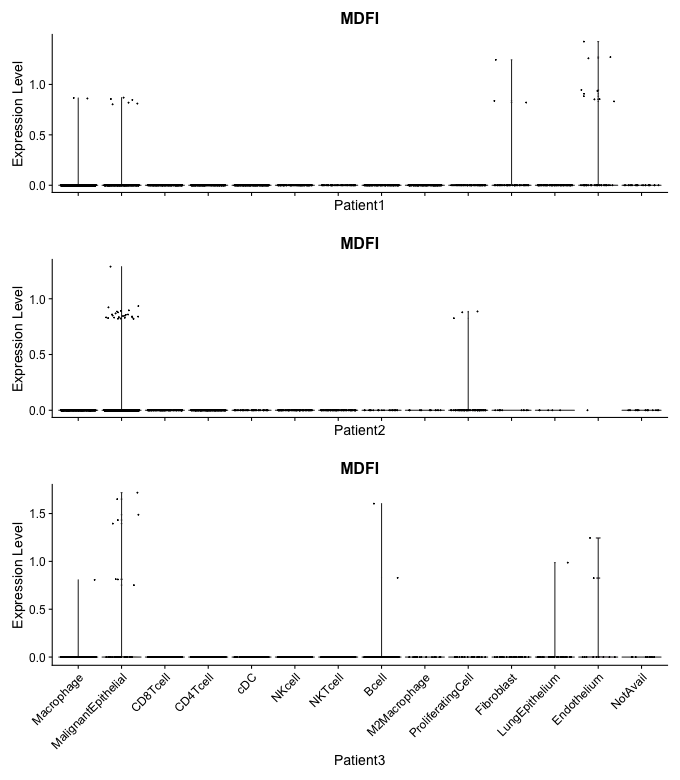 MDFI
Expression Level
1.0
0.5
0.0
Patient1
MDFI
Expression Level
1.0
0.5
0.0
Patient2
MDFI
Expression Level
1.5
1.0
0.5
0.0
Macrophage
MalignantEpithelial
CD8Tcell
CD4Tcell
cDC
NKcell
NKTcell
Bcell
M2Macrophage
ProliferatingCell
Fibroblast
LungEpithelium
Endothelium
NotAvail
Patient3